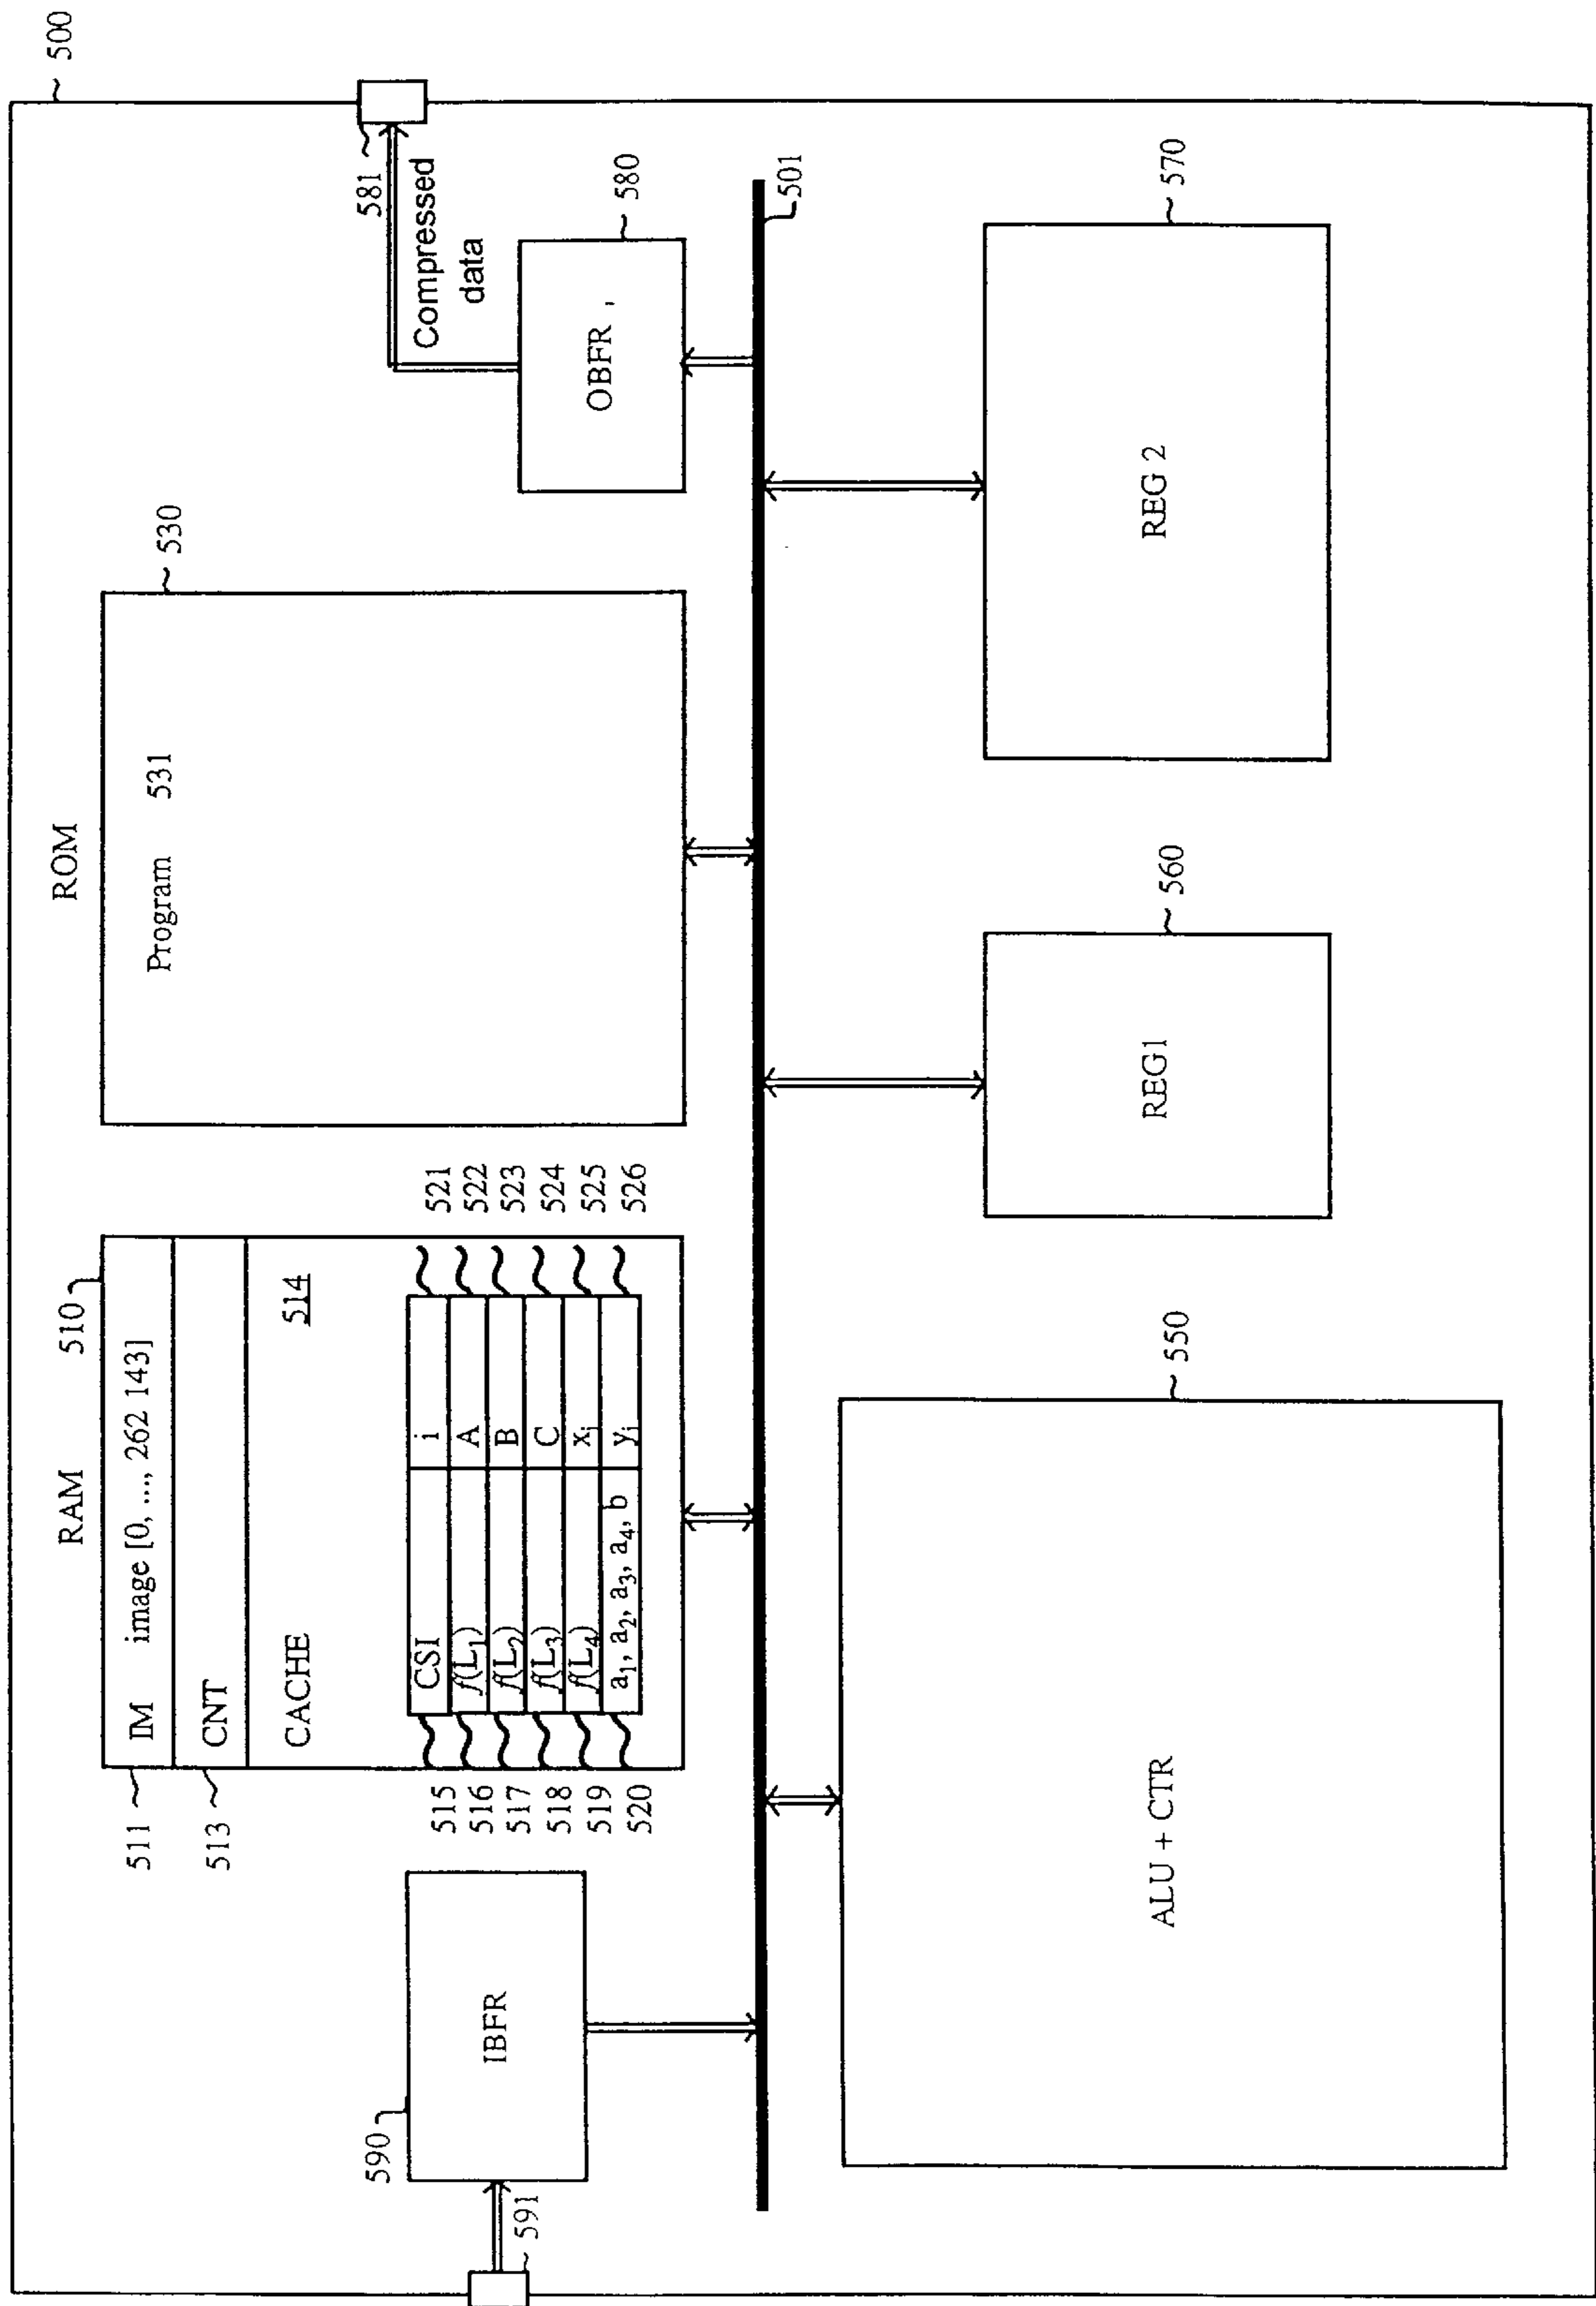 500
RAM
510
ROM
511
IM image [0, ...., 262 143]
513
CNT
CACHE
514
515
CSI
i
521
516
f(L1)
A
522
517
f(L2)
B
523
518
f(L3)
C
524
519
f(L4)
xi
525
520
a1, a2, a3, a4, b
yi
526
Program 531
530
581
Compressed
data
590
IBFR
591
OBFR
580
501
ALU + CTR
550
REG1
560
REG 2
570